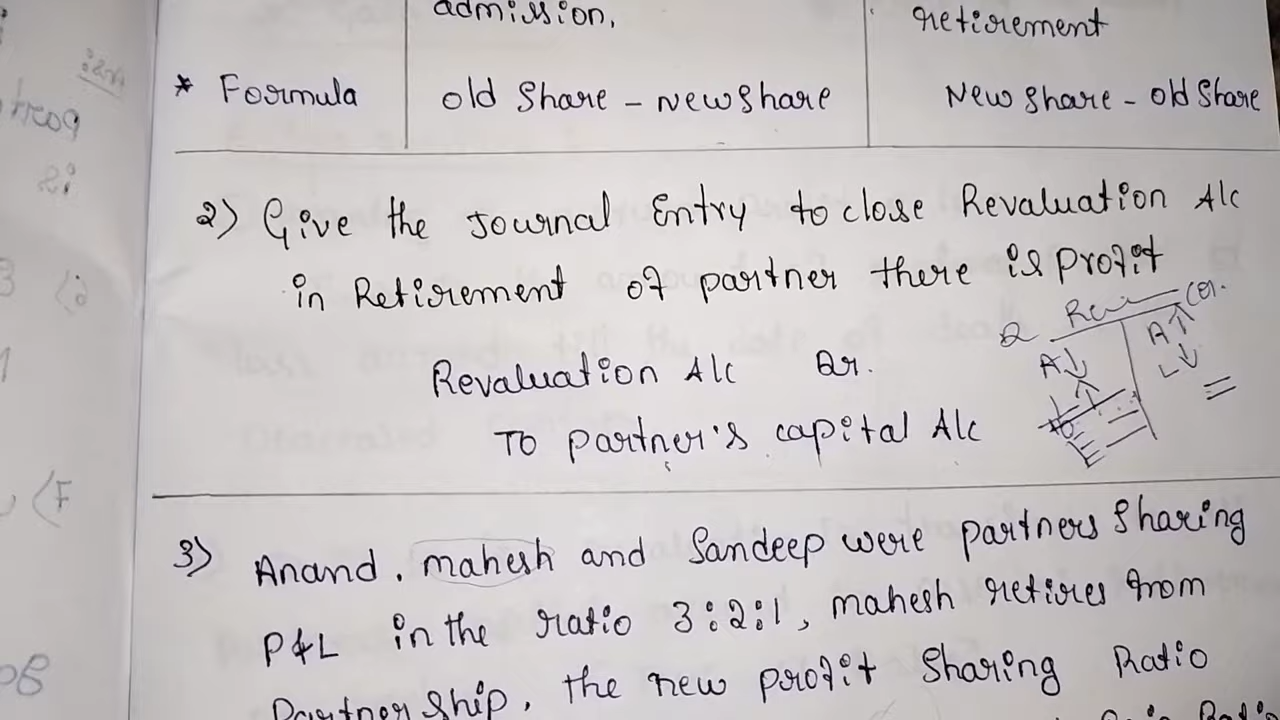 admission.
retirement
* Formula
old Share - New Share
New Share - old Share
2) Give the Journal Entry to close Revaluation A/c
in Retirement of partner there is profit
Revaluation A/c Dr.
To partner's capital A/c
A↓
A↑
L↓
3) Anand, mahesh and Sandeep were partners Sharing
P&L in the ratio 3:2:1, mahesh retires from
Partnership, the new profit Sharing Ratio